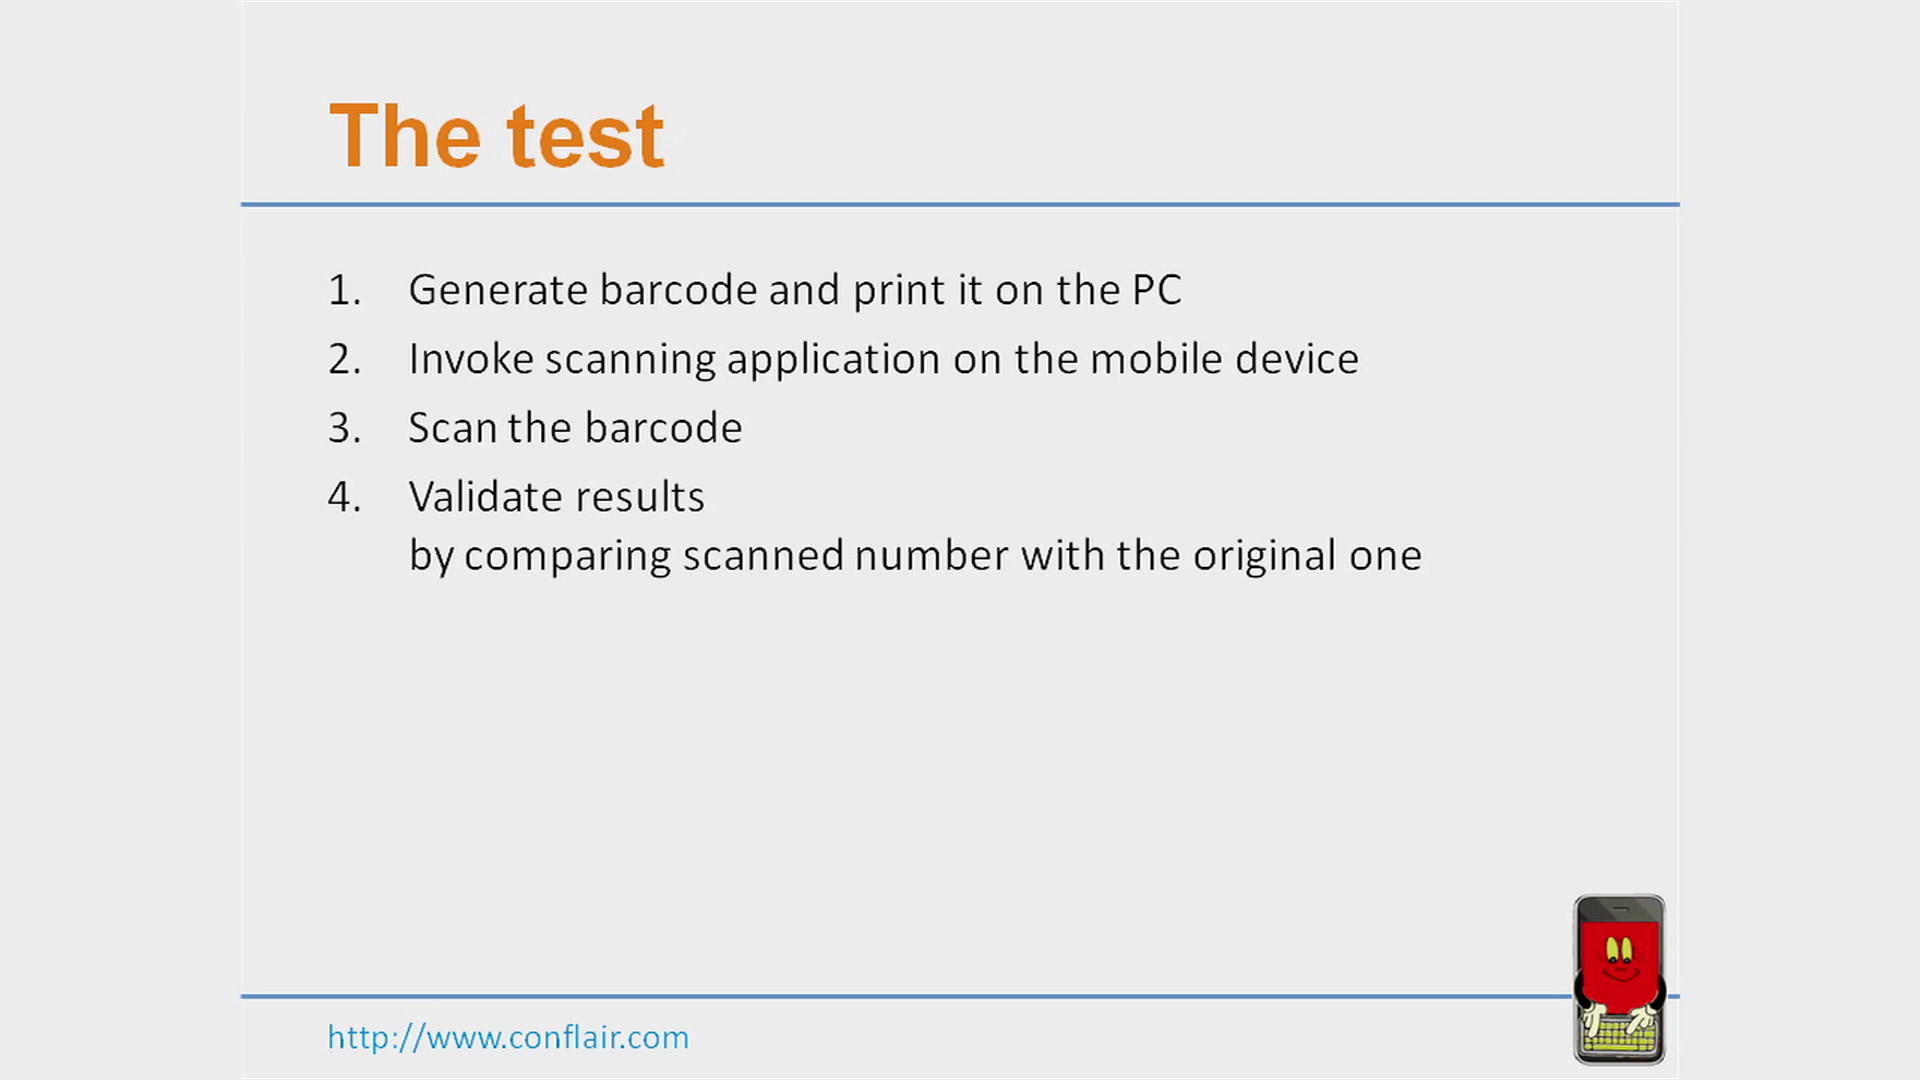 The test
1. Generate barcode and print it on the PC
2. Invoke scanning application on the mobile device
3. Scan the barcode
4. Validate results
by comparing scanned number with the original one
http://www.conflair.com